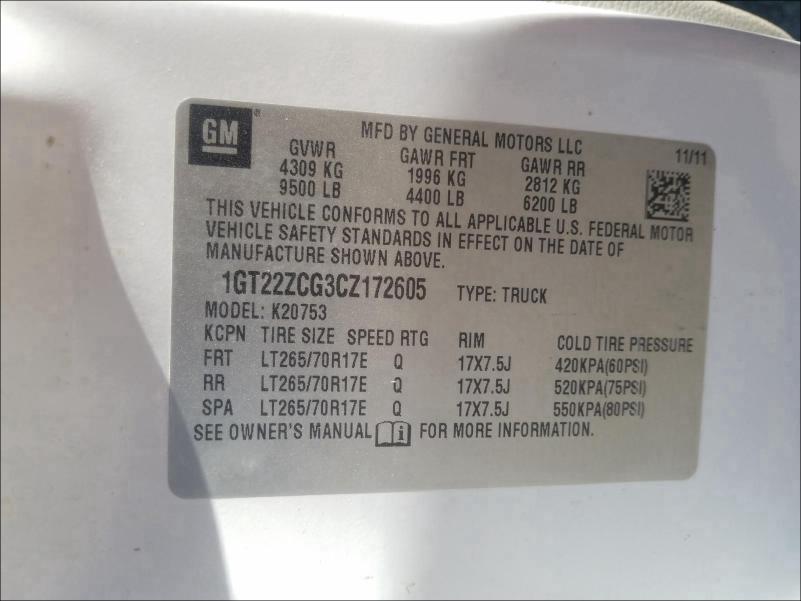 GM ®
MFD BY GENERAL MOTORS LLC 11/11
GVWR GAWR FRT GAWR RR
4309 KG 1996 KG 2812 KG
9500 LB 4400 LB 6200 LB
THIS VEHICLE CONFORMS TO ALL APPLICABLE U.S. FEDERAL MOTOR
VEHICLE SAFETY STANDARDS IN EFFECT ON THE DATE OF
MANUFACTURE SHOWN ABOVE.
1GT22ZCG3CZ172605 TYPE: TRUCK
MODEL: K20753
KCPN TIRE SIZE SPEED RTG RIM COLD TIRE PRESSURE
FRT LT265/70R17E Q 17X7.5J 420KPA(60PSI)
RR LT265/70R17E Q 17X7.5J 520KPA(75PSI)
SPA LT265/70R17E Q 17X7.5J 550KPA(80PSI)
SEE OWNER'S MANUAL i FOR MORE INFORMATION.